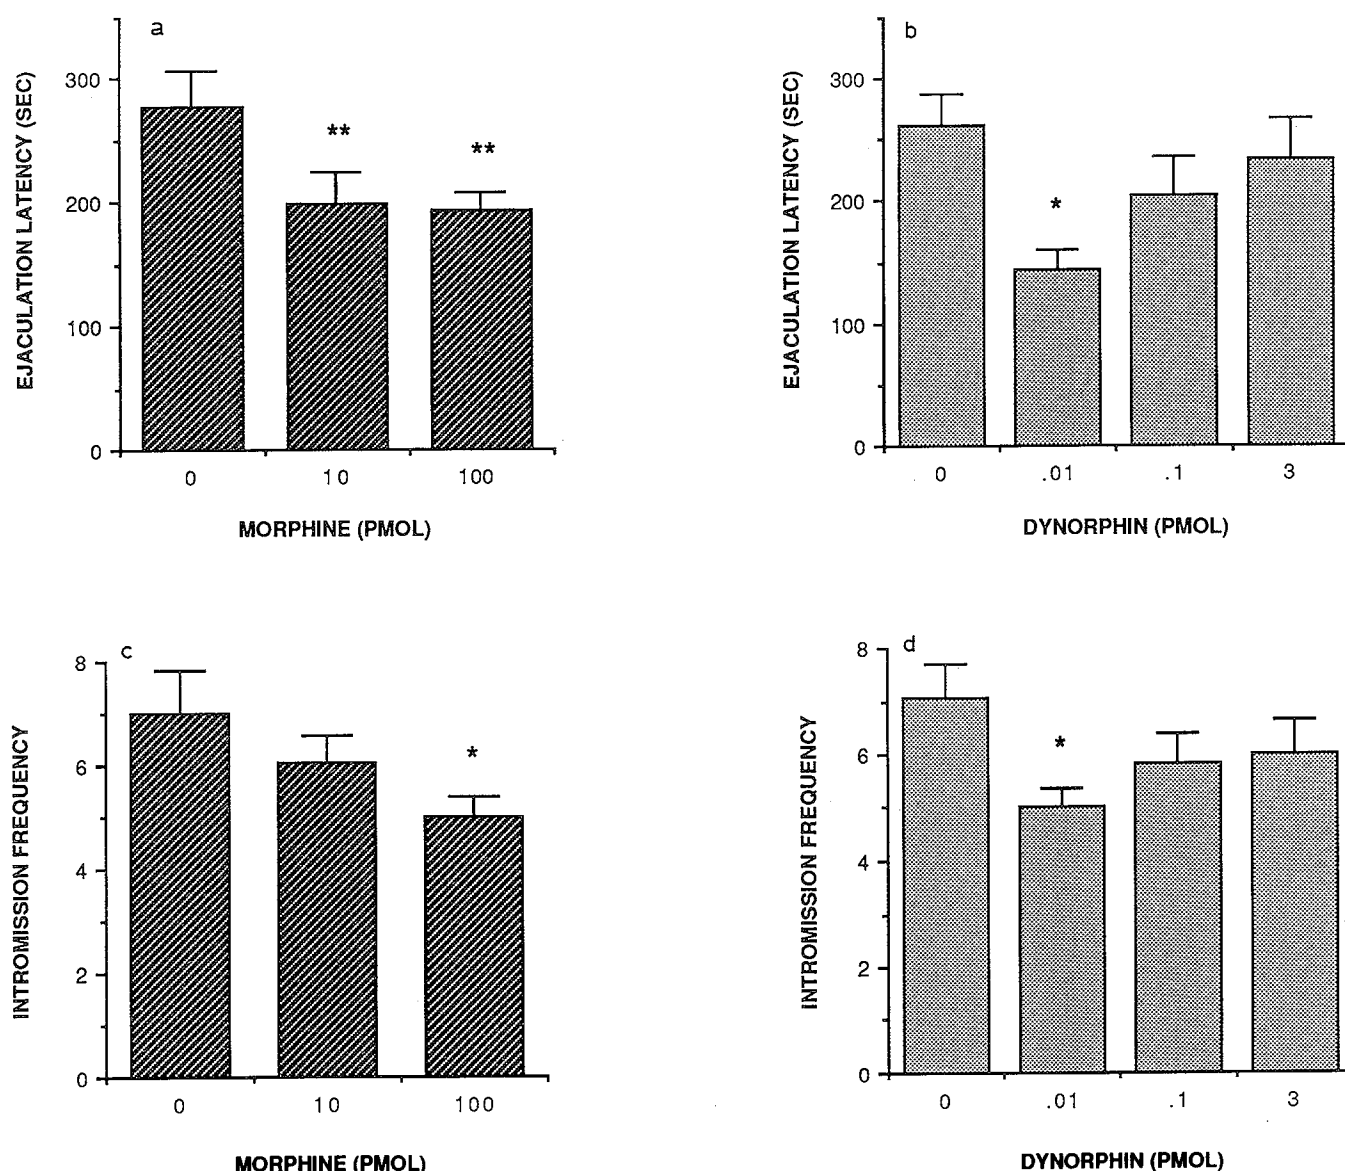 a
EJACULATION LATENCY (SEC)
300
200
100
0
**
**
0 10 100
MORPHINE (PMOL)
b
EJACULATION LATENCY (SEC)
300
200
100
0
*
0 .01 .1 3
DYNORPHIN (PMOL)
c
INTROMISSION FREQUENCY
8
6
4
2
0
*
0 10 100
MORPHINE (PMOL)
d
INTROMISSION FREQUENCY
8
6
4
2
0
*
0 .01 .1 3
DYNORPHIN (PMOL)